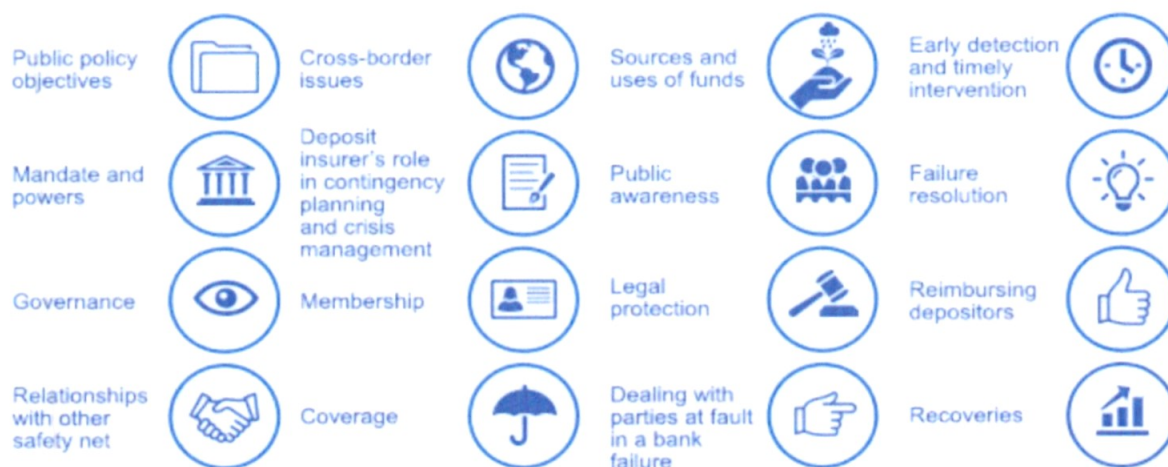 Public policy
objectives
Mandate and
powers
Governance
Relationships
with other
safety net
Cross-border
issues
Deposit
insurer's role
in contingency
planning
and crisis
management
Membership
Coverage
Sources and
uses of funds
Public
awareness
Legal
protection
Dealing with
parties at fault
in a bank
failure
Early detection
and timely
intervention
Failure
resolution
Reimbursing
depositors
Recoveries